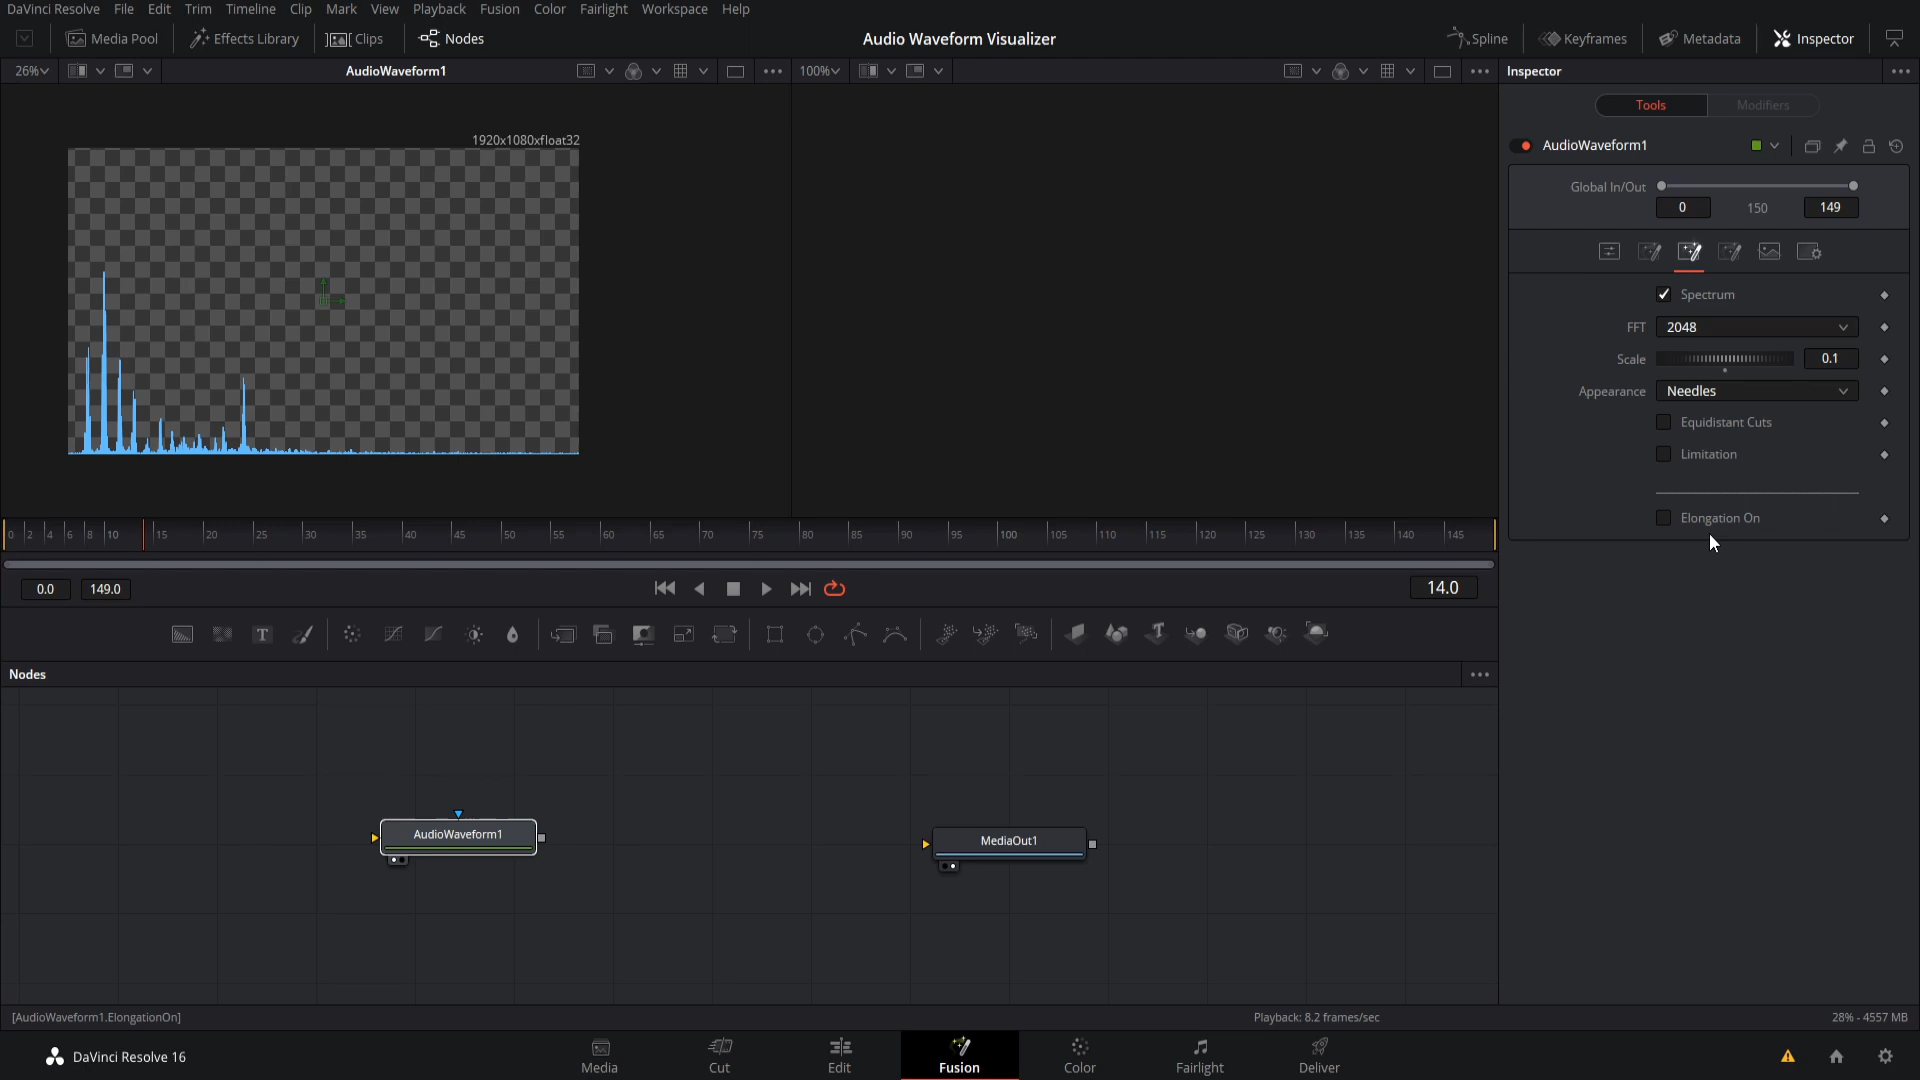 DaVinci Resolve File Edit Trim Timeline Clip Mark View Playback Fusion Color Fairlight Workspace Help
Media Pool Effects Library Clips Nodes Audio Waveform Visualizer Spline Keyframes Metadata Inspector
26% AudioWaveform1 100% Inspector
Tools Modifiers
1920x1080xfloat32
AudioWaveform1
Global In/Out
0 150 149
Spectrum
FFT 2048
Scale 0.1
Appearance Needles
Equidistant Cuts
Limitation
Elongation On
0 2 4 6 8 10 15 20 25 30 35 40 45 50 55 60 65 70 75 80 85 90 95 100 105 110 115 120 125 130 135 140 145
0.0 149.0 14.0
T
Nodes
AudioWaveform1
MediaOut1
[AudioWaveform1.ElongationOn] Playback: 8.2 frames/sec 28% - 4557 MB
DaVinci Resolve 16 Media Cut Edit Fusion Color Fairlight Deliver